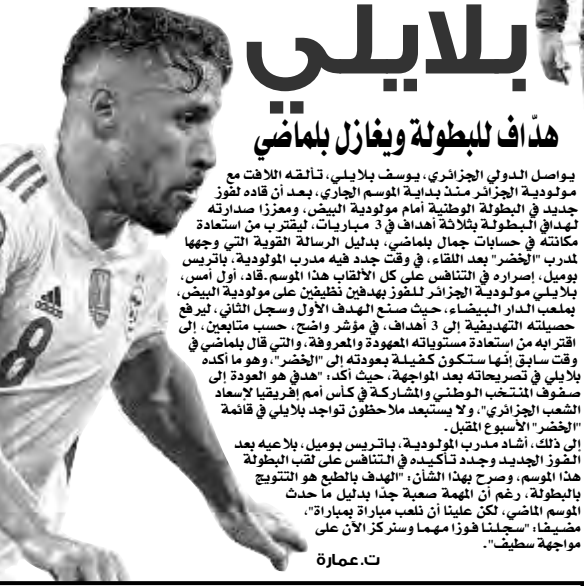 بلايلي
هدّاف للبطولة ويغازل بلماضي
يواصل الدولي الجزائري، يوسف بلايلي، تألقه اللافت مع
مولودية الجزائر منذ بداية الموسم الجاري، بعد أن قاده لفوز
جديد في البطولة الوطنية أمام مولودية البيض، ومعززا صدارته
لهدافي البطولة بثلاثة أهداف في 3 مباريات، ليقترب من استعادة
مكانته في حسابات جمال بلماضي، بدليل الرسالة القوية التي وجهها
لمدرب "الخضر" بعد اللقاء، في وقت جدد فيه مدرب المولودية، باتريس
بوميل، إصراره في التنافس على كل الألقاب هذا الموسم.قاد، أول أمس،
بلايلي مولودية الجزائر للفوز بهدفين نظيفين على مولودية البيض،
بملعب الدار البيضاء، حيث صنع الهدف الأول وسجل الثاني، ليرفع
حصيلته التهديفية إلى 3 أهداف، في مؤشر واضح، حسب متابعين، إلى
اقترابه من استعادة مستوياته المعهودة والمعروفة، والتي قال بلماضي في
وقت سابق إنها ستكون كفيلة بعودته إلى "الخضر"، وهو ما أكده
بلايلي في تصريحاته بعد المواجهة، حيث أكد: "هدفي هو العودة إلى
صفوف المنتخب الوطني والمشاركة في كأس أمم إفريقيا لإسعاد
الشعب الجزائري"، ولا يستبعد ملاحظون تواجد بلايلي في قائمة
"الخضر" الأسبوع المقبل.
إلى ذلك، أشاد مدرب المولودية، باتريس بوميل، بلاعبيه بعد
الفوز الجديد وجدد تأكيده في التنافس على لقب البطولة
هذا الموسم، وصرح بهذا الشأن: "الهدف بالطبع هو التتويج
بالبطولة، رغم أن المهمة صعبة جدًا بدليل ما حدث
الموسم الماضي، لكن علينا أن نلعب مباراة بمباراة"،
مضيفا: "سجلنا فوزا مهما وسنركز الآن على
مواجهة سطيف".
ت.عمارة
adidas
8